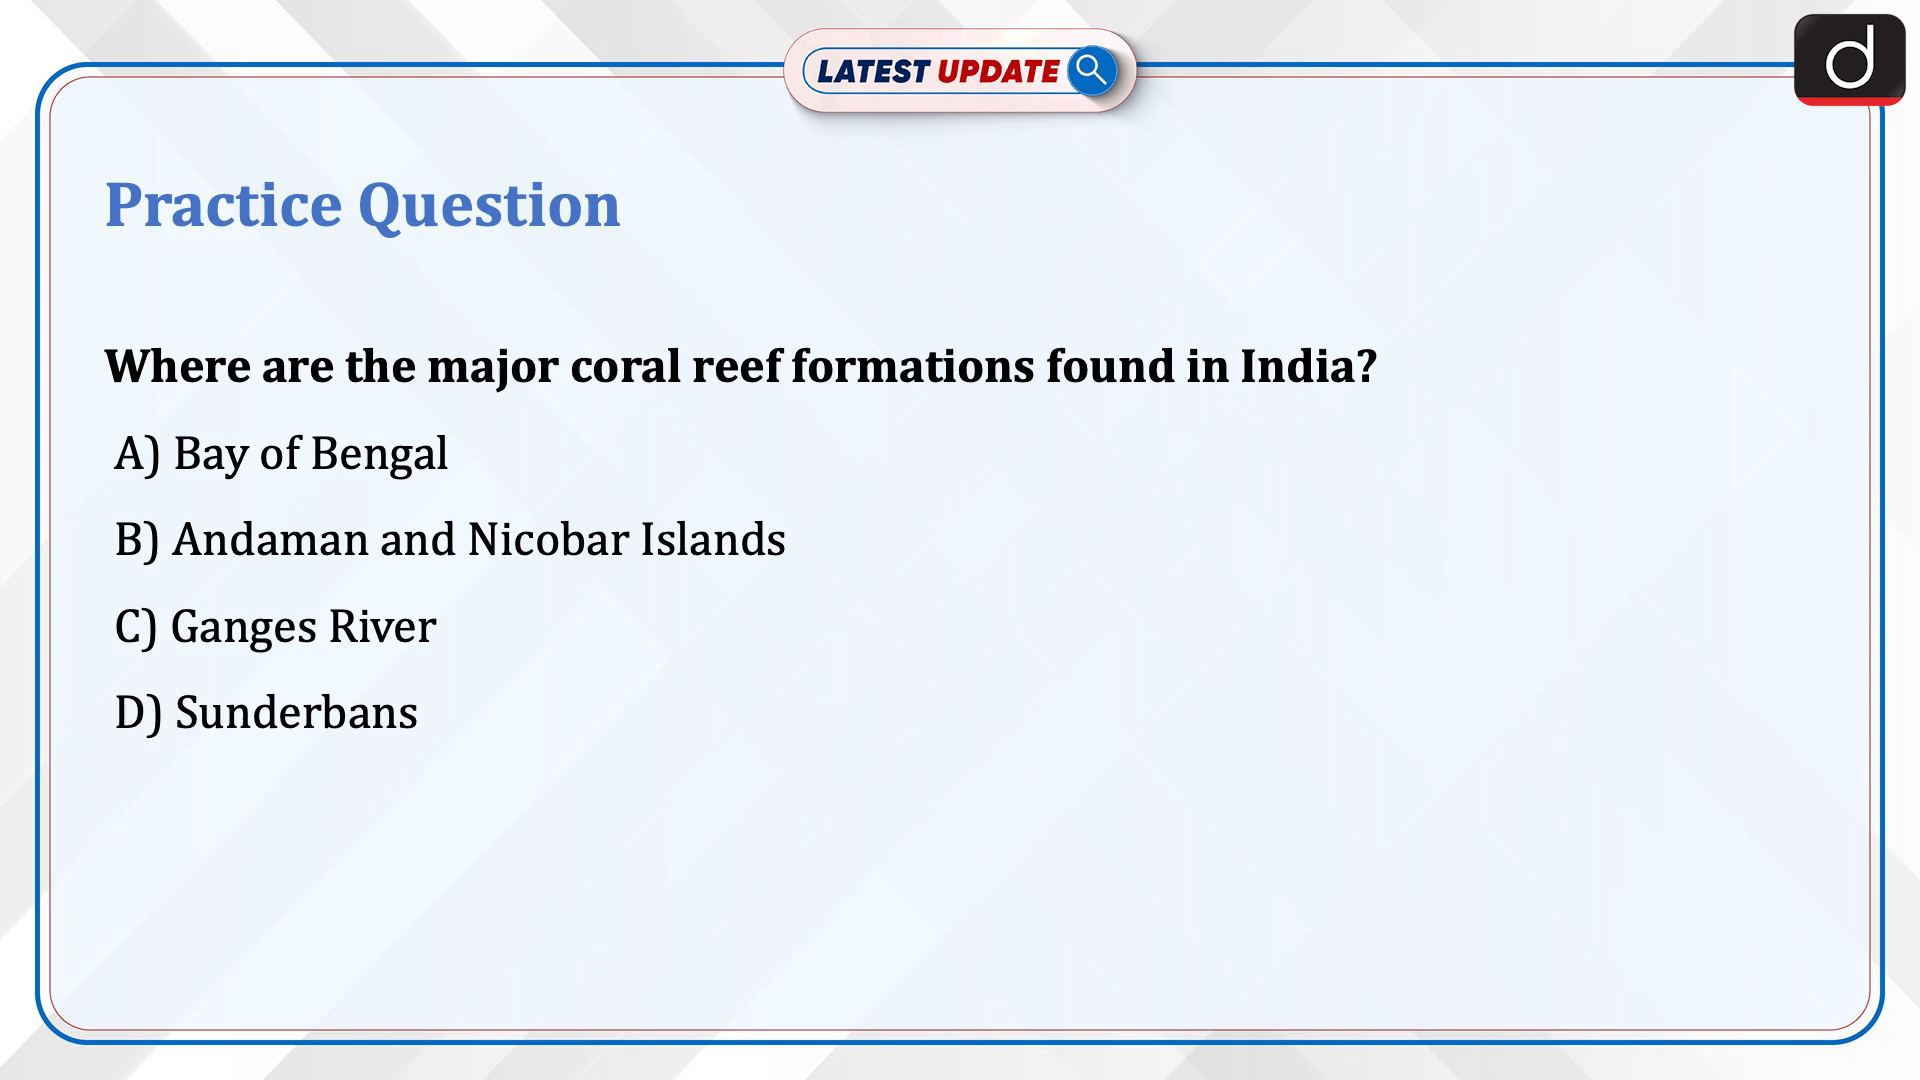 LATEST UPDATE
d
Practice Question
Where are the major coral reef formations found in India?
A) Bay of Bengal
B) Andaman and Nicobar Islands
C) Ganges River
D) Sunderbans